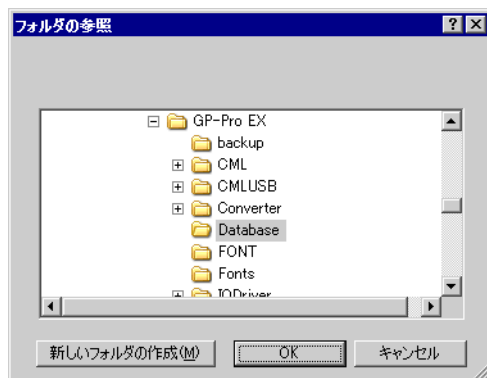 フォルダの参照
GP-Pro EX
backup
CML
CMLUSB
Converter
Database
FONT
Fonts
IODriver
新しいフォルダの作成(M)
OK
キャンセル